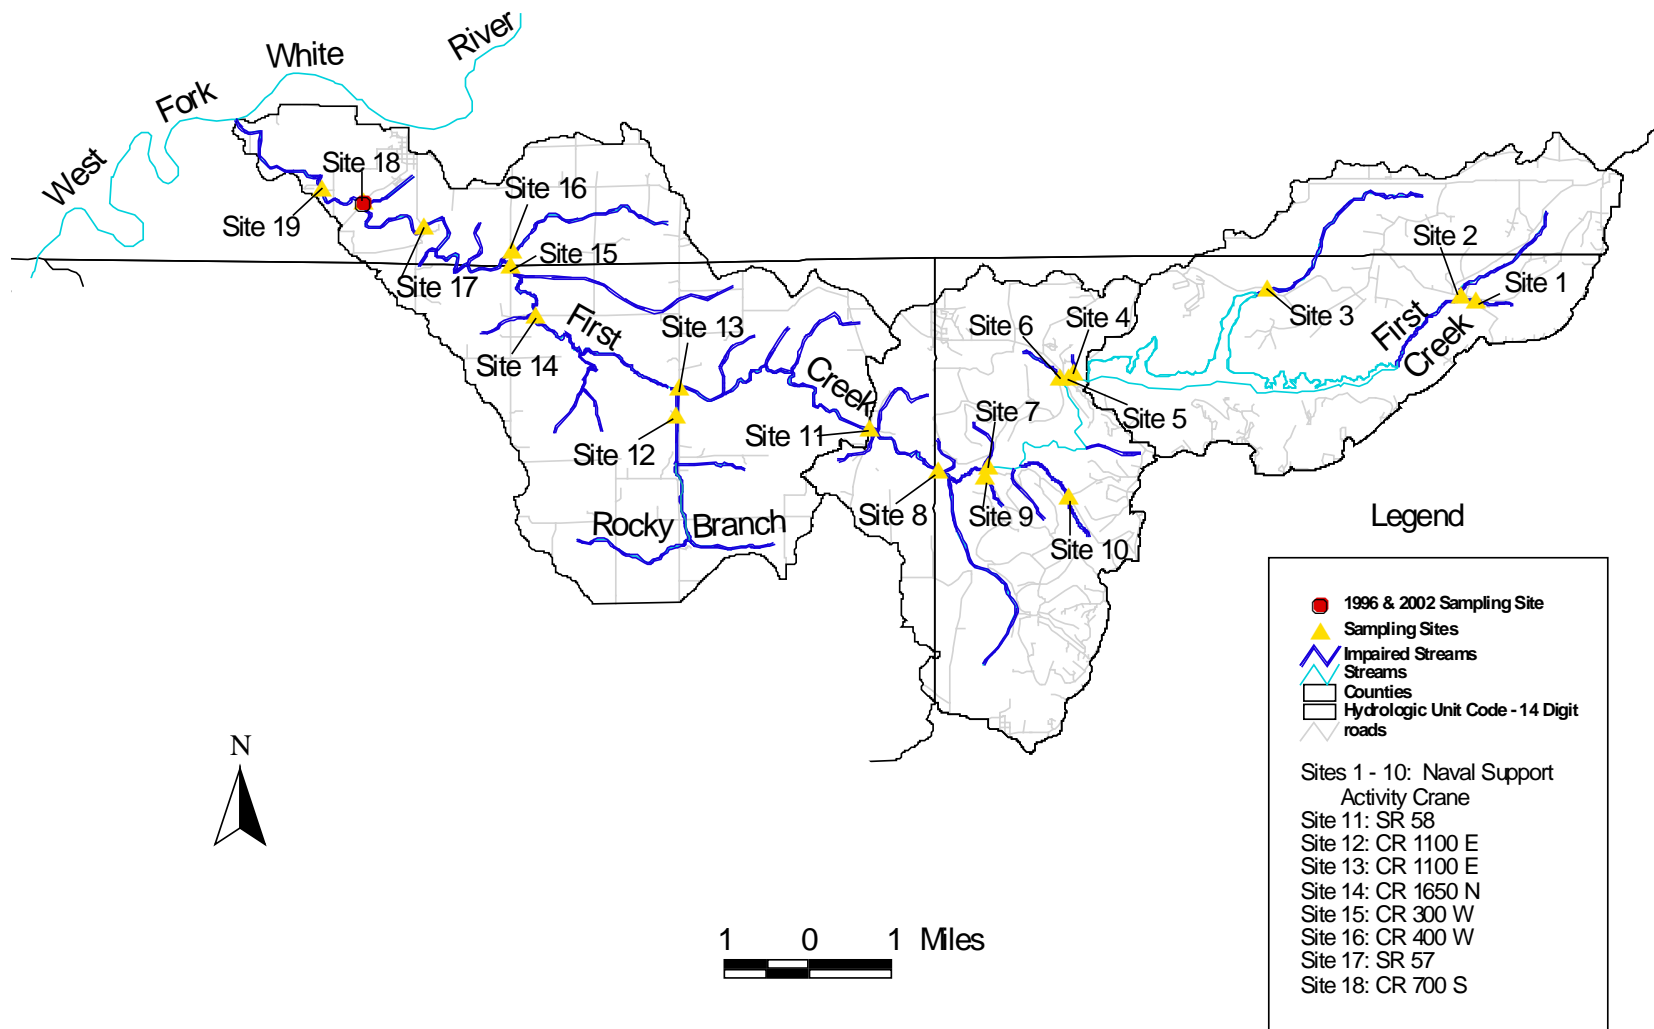 West Fork White River
Site 18
Site 16
Site 19
Site 15
Site 17
First Creek
Site 13
Site 14
Site 12
Site 11
Rocky Branch
Site 6
Site 4
Site 5
Site 7
Site 8
Site 9
Site 10
Site 2
Site 1
Site 3
First
Creek
N
1 0 1 Miles
Legend
1996 & 2002 Sampling Site
Sampling Sites
Impaired Streams
Streams
Counties
Hydrologic Unit Code - 14 Digit
roads
Sites 1 - 10: Naval Support
Activity Crane
Site 11: SR 58
Site 12: CR 1100 E
Site 13: CR 1100 E
Site 14: CR 1650 N
Site 15: CR 300 W
Site 16: CR 400 W
Site 17: SR 57
Site 18: CR 700 S